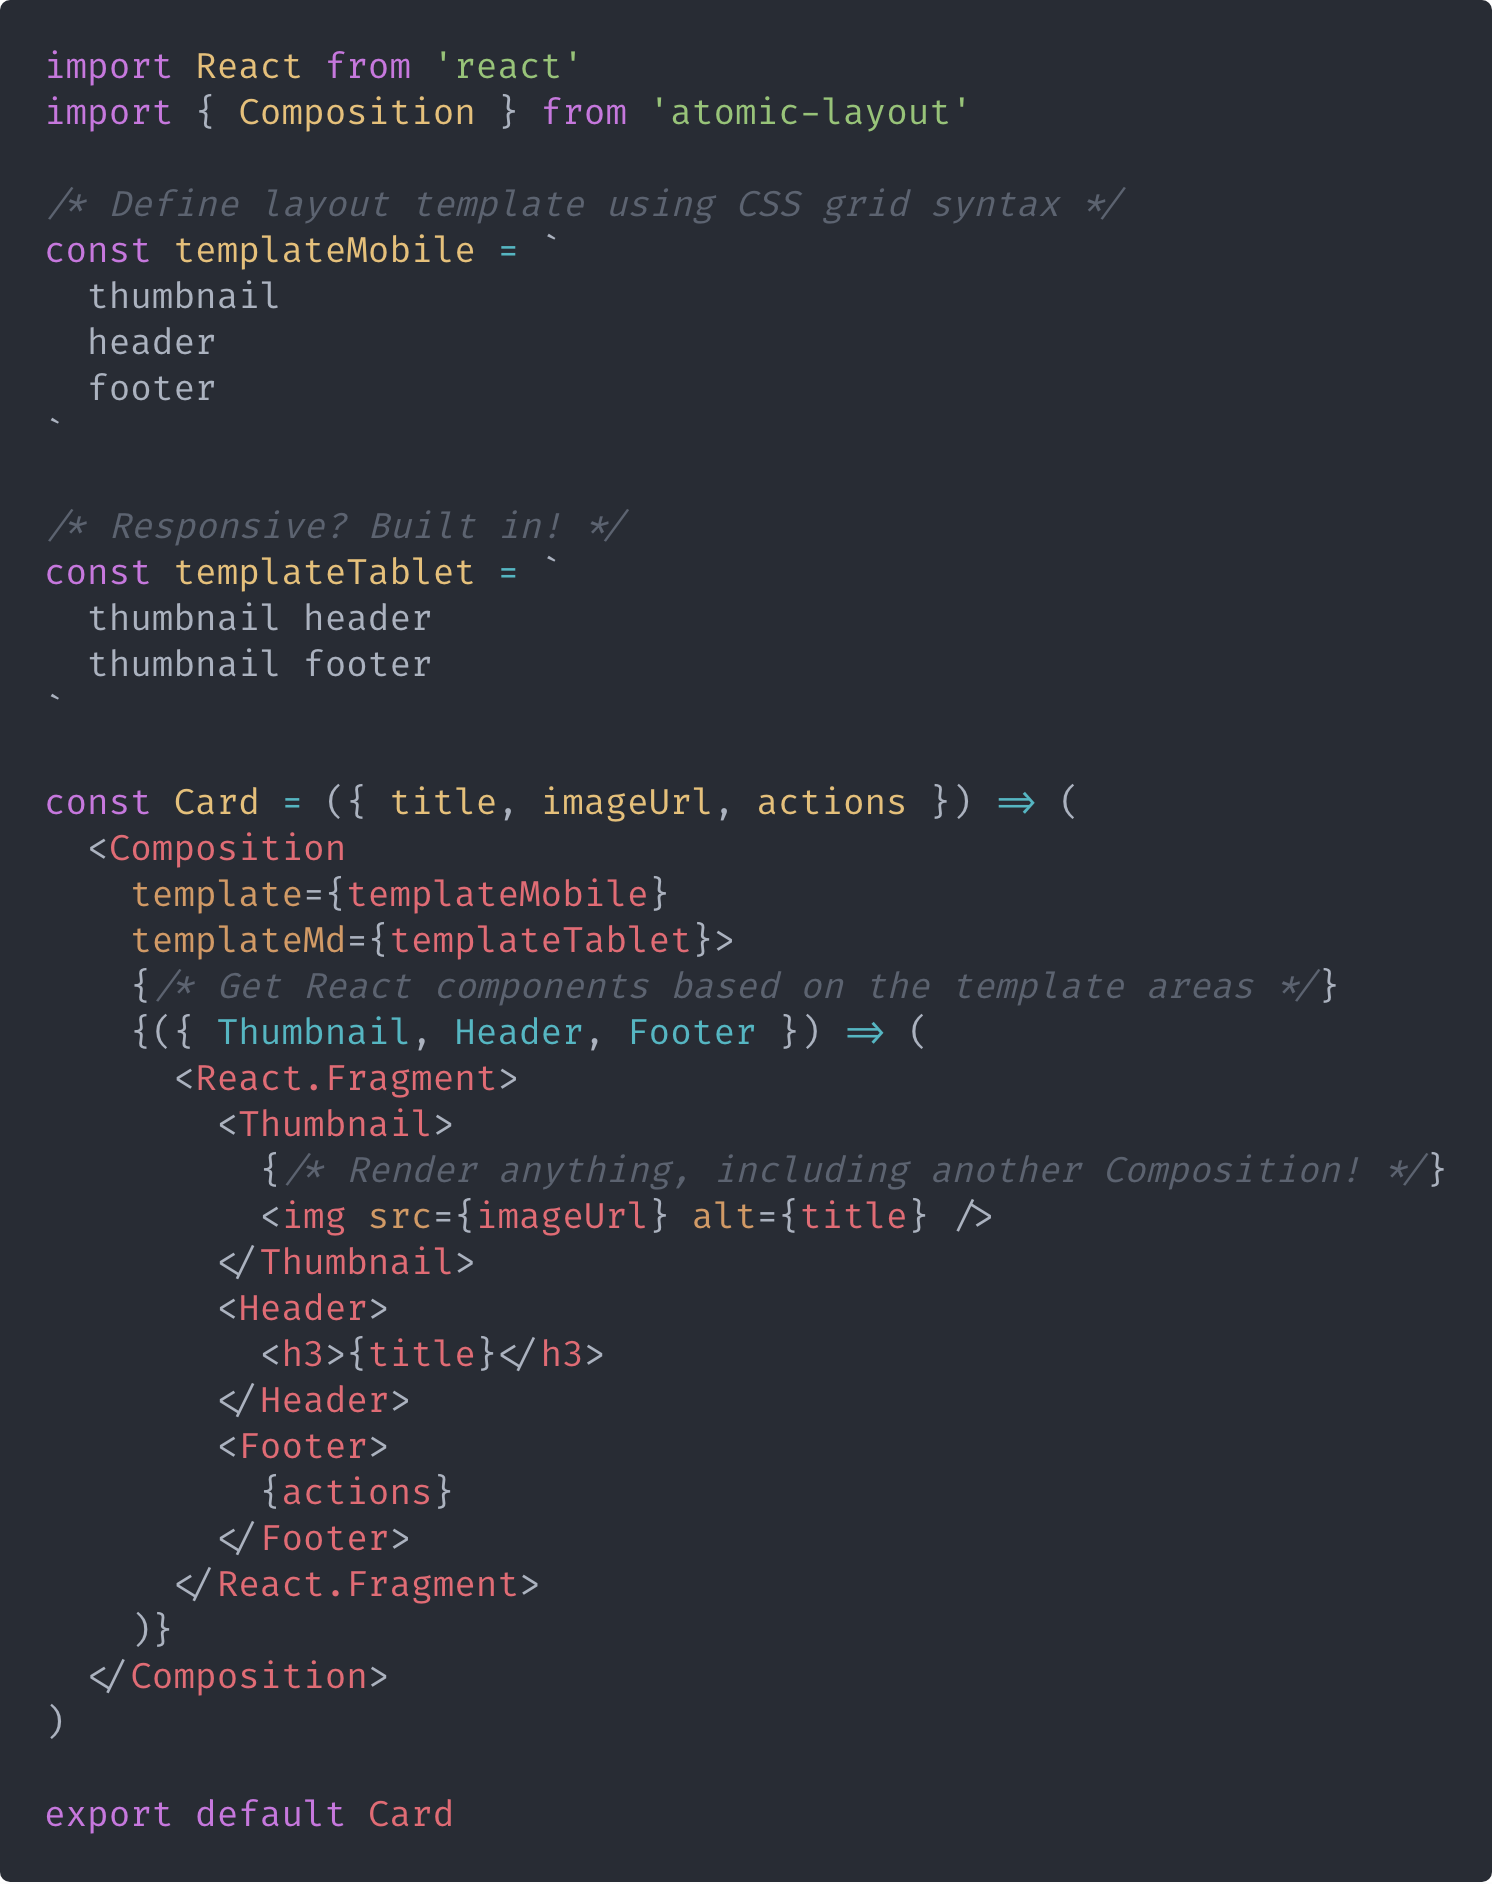 import React from 'react'
import { Composition } from 'atomic-layout'

/* Define layout template using CSS grid syntax */
const templateMobile = `
  thumbnail
  header
  footer
`

/* Responsive? Built in! */
const templateTablet = `
  thumbnail header
  thumbnail footer
`

const Card = ({ title, imageUrl, actions }) => (
  <Composition
    template={templateMobile}
    templateMd={templateTablet}>
    {/* Get React components based on the template areas */}
    {({ Thumbnail, Header, Footer }) => (
      <React.Fragment>
        <Thumbnail>
          {/* Render anything, including another Composition! */}
          <img src={imageUrl} alt={title} />
        </Thumbnail>
        <Header>
          <h3>{title}</h3>
        </Header>
        <Footer>
          {actions}
        </Footer>
      </React.Fragment>
    )}
  </Composition>
)

export default Card